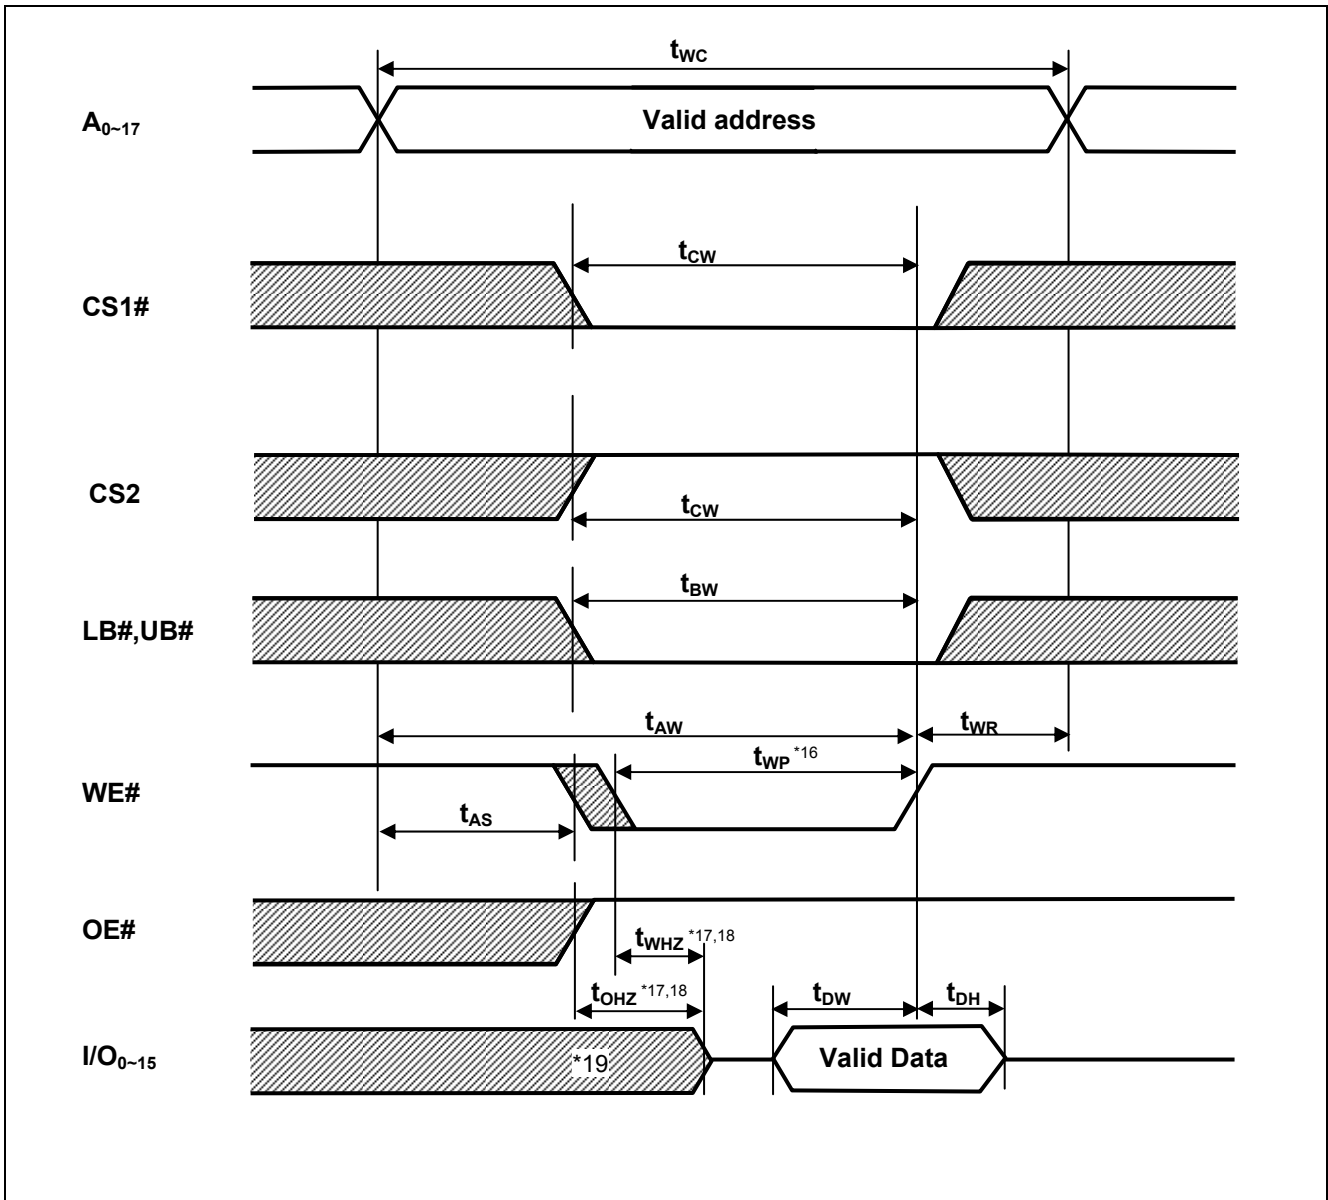 tWC
A0~17
Valid address
tCW
CS1#
CS2
tCW
tBW
LB#,UB#
tAW
tWR
tWP *16
WE#
tAS
OE#
tWHZ *17,18
tOHZ *17,18
tDW
tDH
I/O0~15
*19
Valid Data